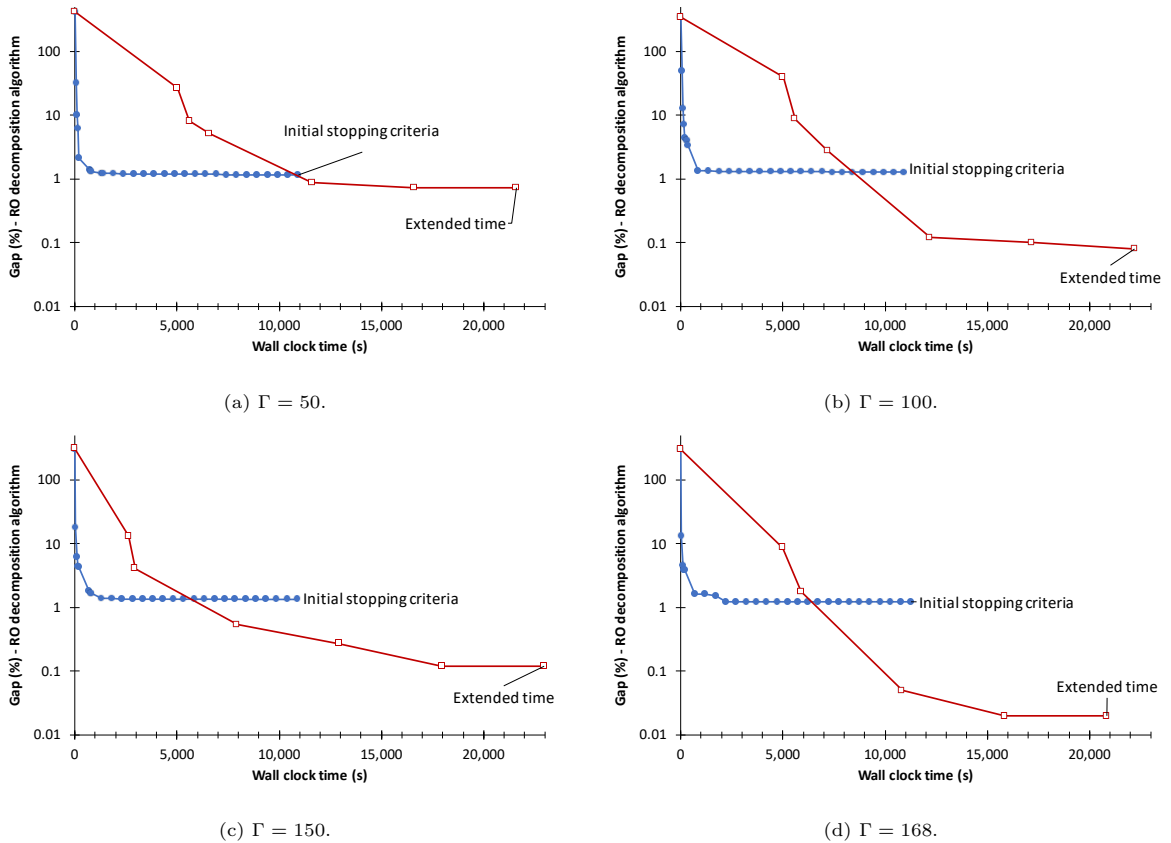 Gap (%) - RO decomposition algorithm
100
10
1
0.1
0.01
0
5,000
10,000
15,000
20,000
Wall clock time (s)
Initial stopping criteria
Extended time
(a) Γ = 50.
Gap (%) - RO decomposition algorithm
100
10
1
0.1
0.01
0
5,000
10,000
15,000
20,000
Wall clock time (s)
Initial stopping criteria
Extended time
(b) Γ = 100.
Gap (%) - RO decomposition algorithm
100
10
1
0.1
0.01
0
5,000
10,000
15,000
20,000
Wall clock time (s)
Initial stopping criteria
Extended time
(c) Γ = 150.
Gap (%) - RO decomposition algorithm
100
10
1
0.1
0.01
0
5,000
10,000
15,000
20,000
Wall clock time (s)
Initial stopping criteria
Extended time
(d) Γ = 168.